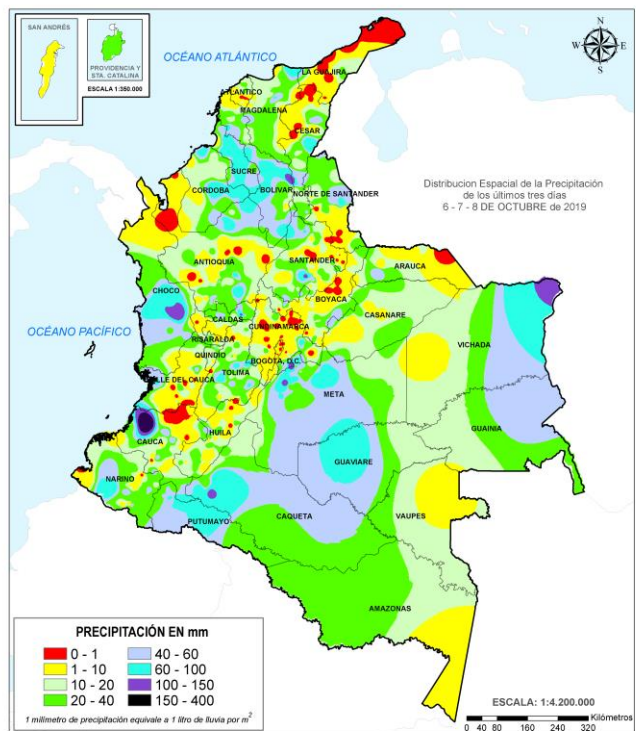 SAN ANDRÉS
PROVIDENCIA Y
STA. CATALINA
ESCALA 1:350.000
OCÉANO ATLÁNTICO
N
W
E
S
LA GUAJIRA
ATLANTICO
MAGDALENA
CESAR
SUCRE
CORDOBA
BOLIVAR
NORTE DE SANTANDER
Distribucion Espacial de la Precipitación
de los últimos tres días
6 - 7 - 8 DE OCTUBRE de 2019
ANTIOQUIA
SANTANDER
ARAUCA
CHOCO
BOYACA
CASANARE
OCÉANO PACÍFICO
CALDAS
CUNDINAMARCA
VICHADA
RISARALDA
QUINDIO
BOGOTA, D.C.
VALLE DEL CAUCA
TOLIMA
META
CAUCA
HUILA
GUAINIA
GUAVIARE
NARIÑO
PUTUMAYO
CAQUETA
VAUPES
AMAZONAS
PRECIPITACIÓN EN mm
0 - 1 40 - 60
1 - 10 60 - 100
10 - 20 100 - 150
20 - 40 150 - 400
1 milímetro de precipitación equivale a 1 litro de lluvia por m²
ESCALA: 1:4.200.000
Kilómetros
0 40 80 160 240 320